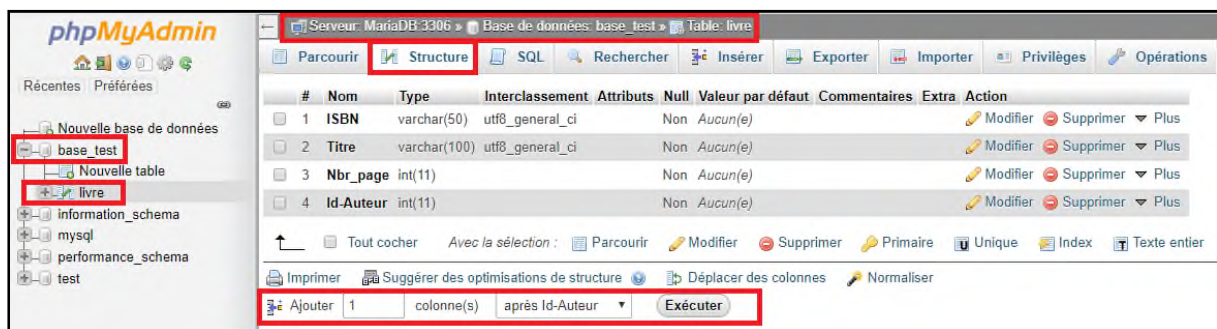 phpMyAdmin
Récentes Préférées
Nouvelle base de données
base_test
Nouvelle table
livre
information_schema
mysql
performance_schema
test
Serveur: MariaDB:3306 » Base de données: base_test » Table: livre
Parcourir Structure SQL Rechercher Insérer Exporter Importer Privilèges Opérations
# Nom Type Interclassement Attributs Null Valeur par défaut Commentaires Extra Action
1 ISBN varchar(50) utf8_general_ci Non Aucun(e) Modifier Supprimer Plus
2 Titre varchar(100) utf8_general_ci Non Aucun(e) Modifier Supprimer Plus
3 Nbr_page int(11) Non Aucun(e) Modifier Supprimer Plus
4 Id-Auteur int(11) Non Aucun(e) Modifier Supprimer Plus
Tout cocher Avec la sélection : Parcourir Modifier Supprimer Primaire Unique Index Texte entier
Imprimer Suggérer des optimisations de structure Déplacer des colonnes Normaliser
Ajouter 1 colonne(s) après Id-Auteur Exécuter